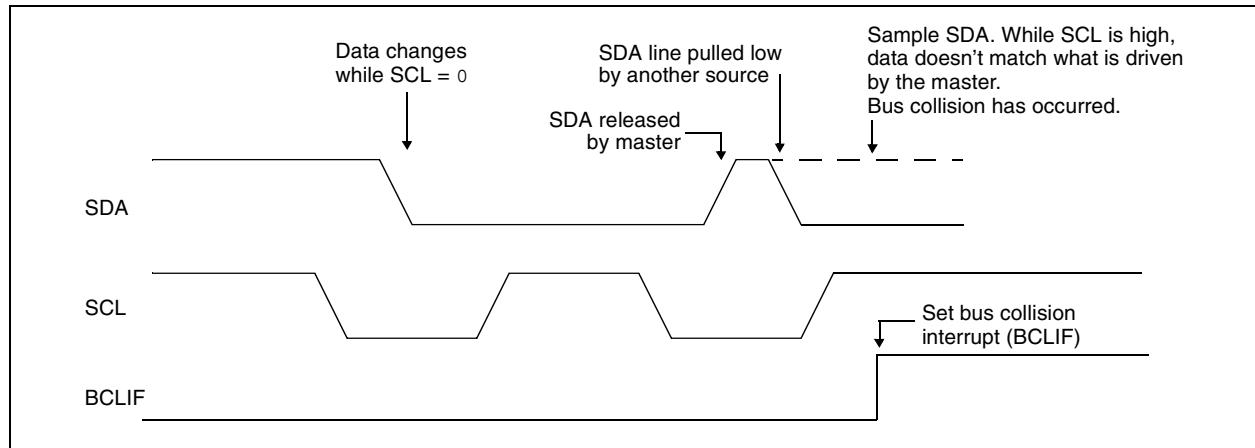 Data changes
while SCL = 0
SDA line pulled low
by another source
Sample SDA. While SCL is high,
data doesn't match what is driven
by the master.
Bus collision has occurred.
SDA released
by master
SDA
SCL
Set bus collision
interrupt (BCLIF)
BCLIF